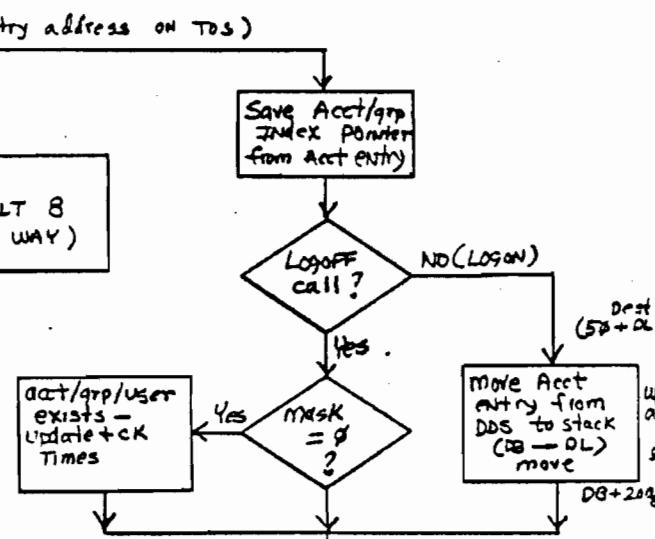 try address on TOS)
Save Acct/grp
Index Pointer
from Acct entry
LT 8
WAY)
Logoff
call?
NO (LOGON)
Yes.
Dest
(5Ø+DL
acct/grp/user
exists –
update + ck
Times
Yes
mask
= Ø
?
move Acct
entry from
DDS to stack
(DB → DL)
move
DB+20